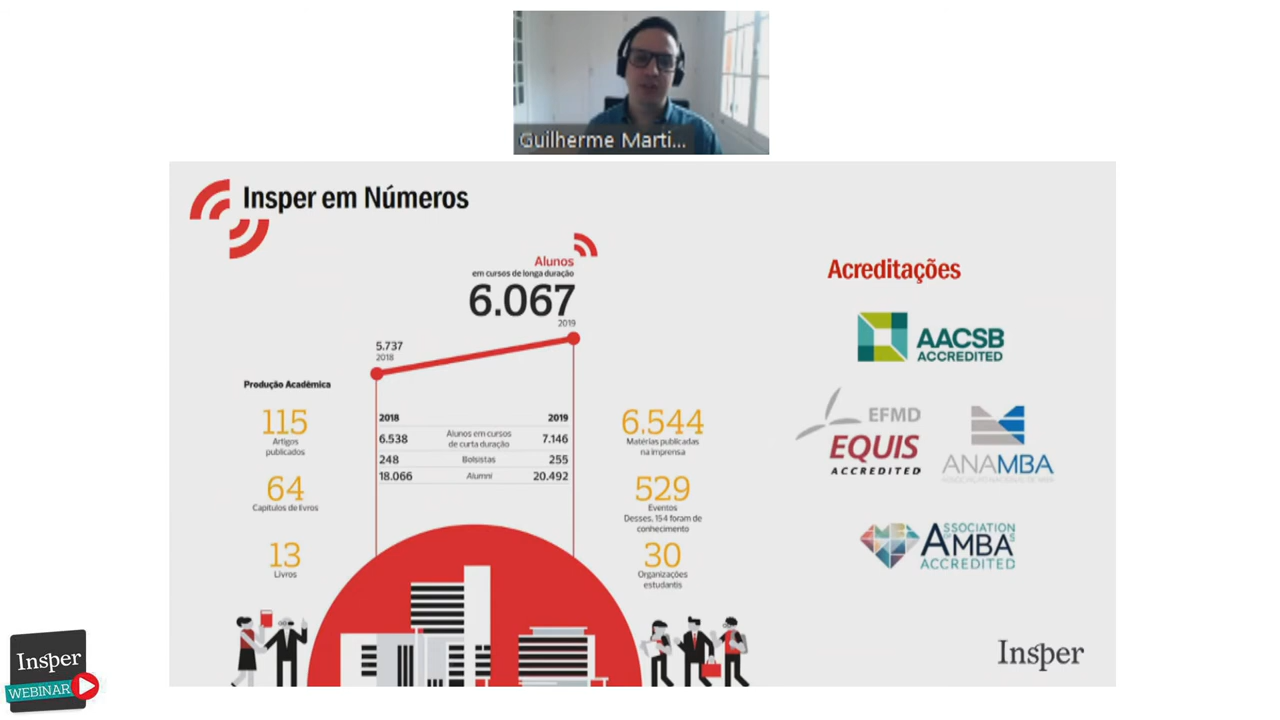 Guilherme Marti...
Insper em Números
Alunos
em cursos de longa duração
6.067
2019
5.737
2018
Produção Acadêmica
115
Artigos
publicados
64
Capítulos de livros
13
Livros
2018 2019
6.538 Alunos em cursos
de curta duração 7.146
248 Bolsistas 255
18.066 Alumni 20.492
6.544
Matérias publicadas
na imprensa
529
Eventos
Desses, 154 foram de
conhecimento
30
Organizações
estudantis
Acreditações
AACSB
ACCREDITED
EFMD
EQUIS
ACCREDITED
ANAMBA
ASSOCIATION
AMBA
ACCREDITED
Insper
Insper
WEBINAR